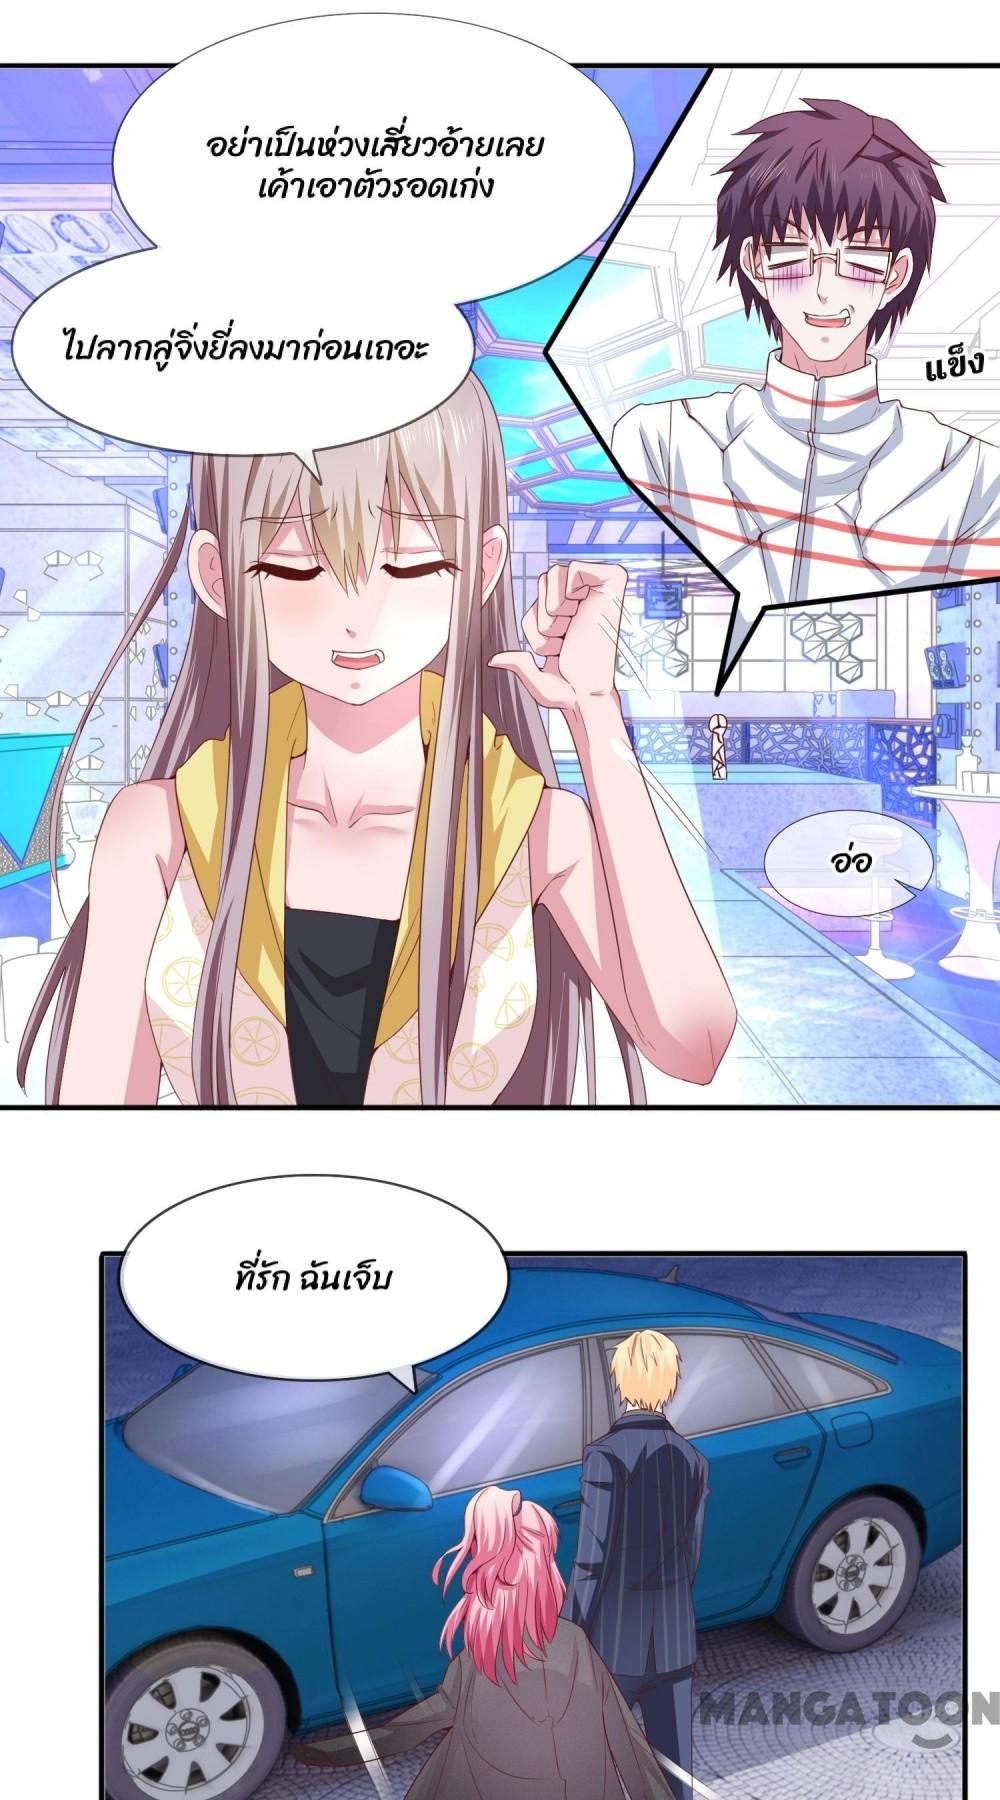 อย่าเป็นห่วงเสี่ยวอ้ายเลย
เค้าเอาตัวรอดเก่ง
ไปลากลู่จิ่งยี่ลงมาก่อนเถอะ
แข็ง
อ่อ
ที่รัก ฉันเจ็บ
MANGATOON